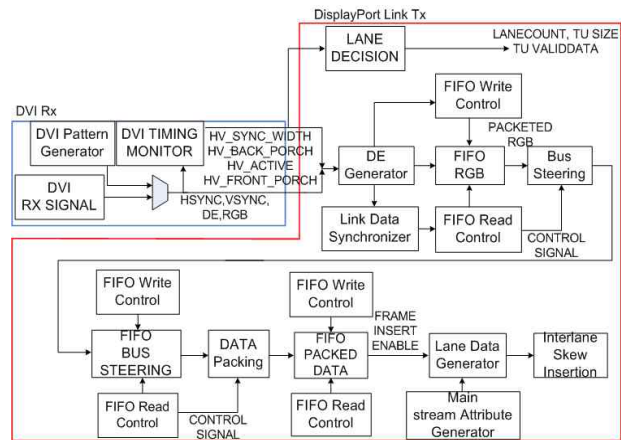 DisplayPort Link Tx
LANE
DECISION
LANECOUNT, TU SIZE
TU VALIDDATA
DVI Rx
DVI Pattern
Generator
DVI TIMING
MONITOR
DVI
RX SIGNAL
HV_SYNC_WIDTH
HV_BACK_PORCH
HV_ACTIVE
HV_FRONT_PORCH
HSYNC,VSYNC,
DE,RGB
DE
Generator
Link Data
Synchronizer
FIFO Write
Control
PACKETED
RGB
FIFO
RGB
Bus
Steering
FIFO Read
Control
CONTROL
SIGNAL
FIFO Write
Control
FIFO
BUS
STEERING
FIFO Read
Control
DATA
Packing
CONTROL
SIGNAL
FIFO Write
Control
FIFO
PACKED
DATA
FIFO Read
Control
FRAME
INSERT
ENABLE
Lane Data
Generator
Main
stream Attribute
Generator
Interlane
Skew
Insertion